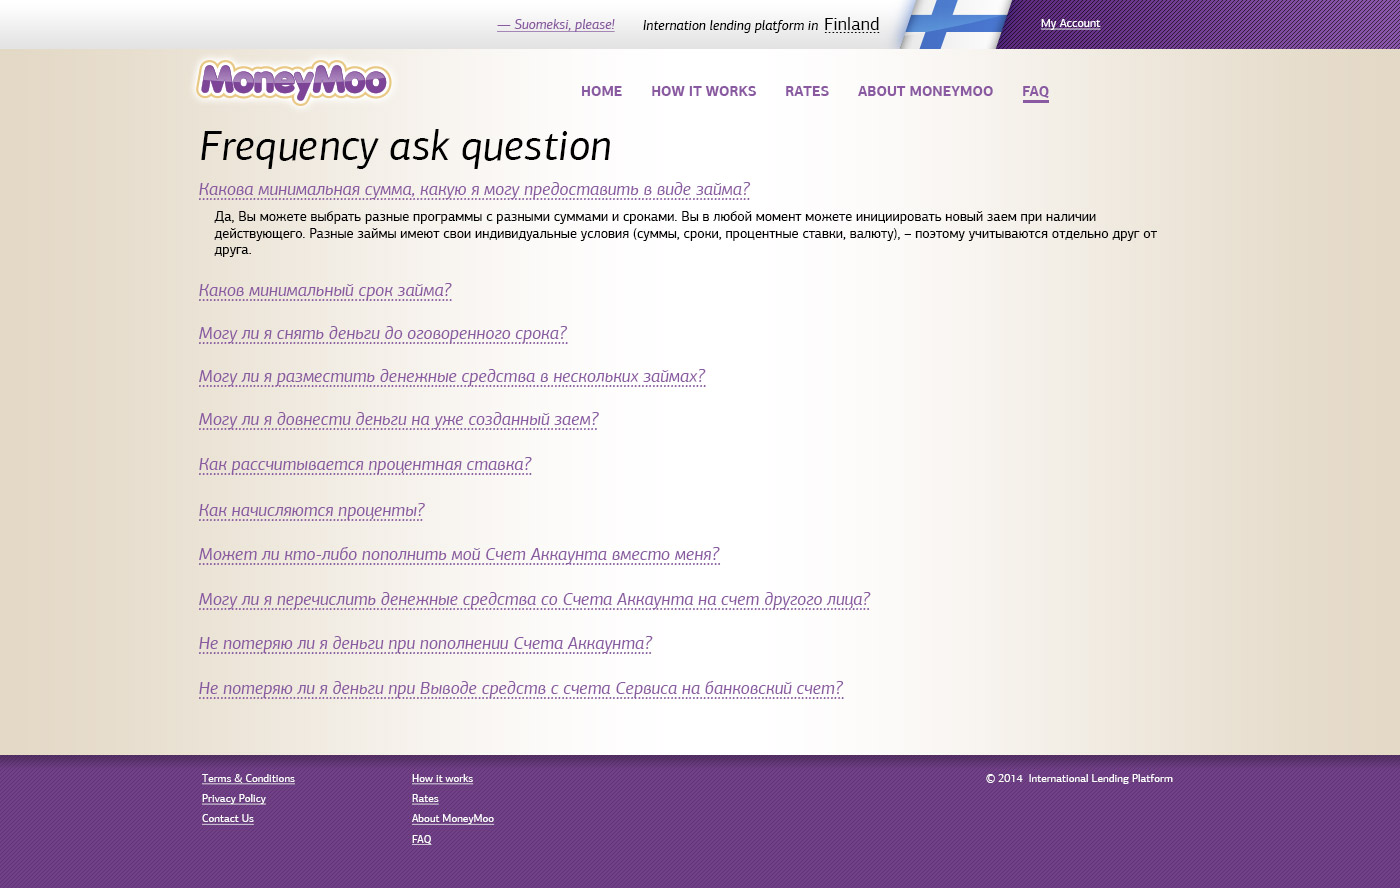 — Suomeksi, please!
Internation lending platform in Finland
My Account
MoneyMoo
HOME HOW IT WORKS RATES ABOUT MONEYMOO FAQ
Frequency ask question
Какова минимальная сумма, какую я могу предоставить в виде займа?
Да, Вы можете выбрать разные программы с разными суммами и сроками. Вы в любой момент можете инициировать новый заем при наличии
действующего. Разные займы имеют свои индивидуальные условия (суммы, сроки, процентные ставки, валюту), – поэтому учитываются отдельно друг от
друга.
Каков минимальный срок займа?
Могу ли я снять деньги до оговоренного срока?
Могу ли я разместить денежные средства в нескольких займах?
Могу ли я довнести деньги на уже созданный заем?
Как рассчитывается процентная ставка?
Как начисляются проценты?
Может ли кто-либо пополнить мой Счет Аккаунта вместо меня?
Могу ли я перечислить денежные средства со Счета Аккаунта на счет другого лица?
Не потеряю ли я деньги при пополнении Счета Аккаунта?
Не потеряю ли я деньги при Выводе средств с счета Сервиса на банковский счет?
Terms & Conditions
Privacy Policy
Contact Us
How it works
Rates
About MoneyMoo
FAQ
© 2014 International Lending Platform